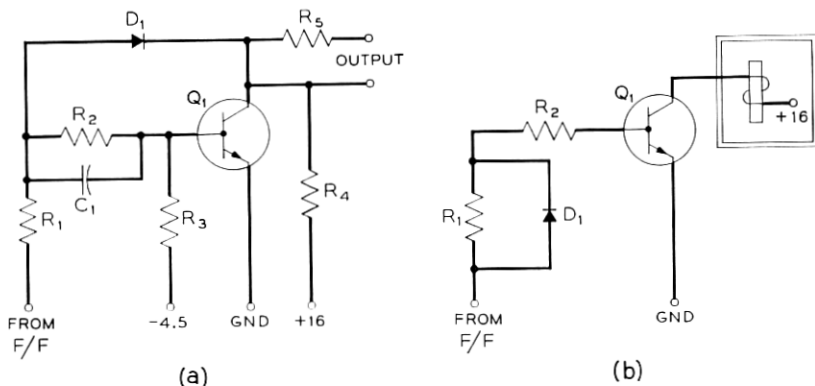 D1
R5
OUTPUT
Q1
R2
C1
R1
R3
R4
FROM
F/F
-4.5
GND
+16
(a)
Q1
R2
+16
R1
D1
FROM
F/F
GND
(b)